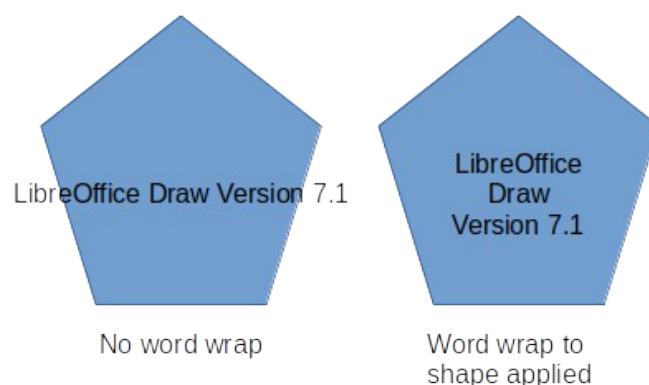 LibreOffice Draw Version 7.1
LibreOffice
Draw
Version 7.1
No word wrap
Word wrap to
shape applied